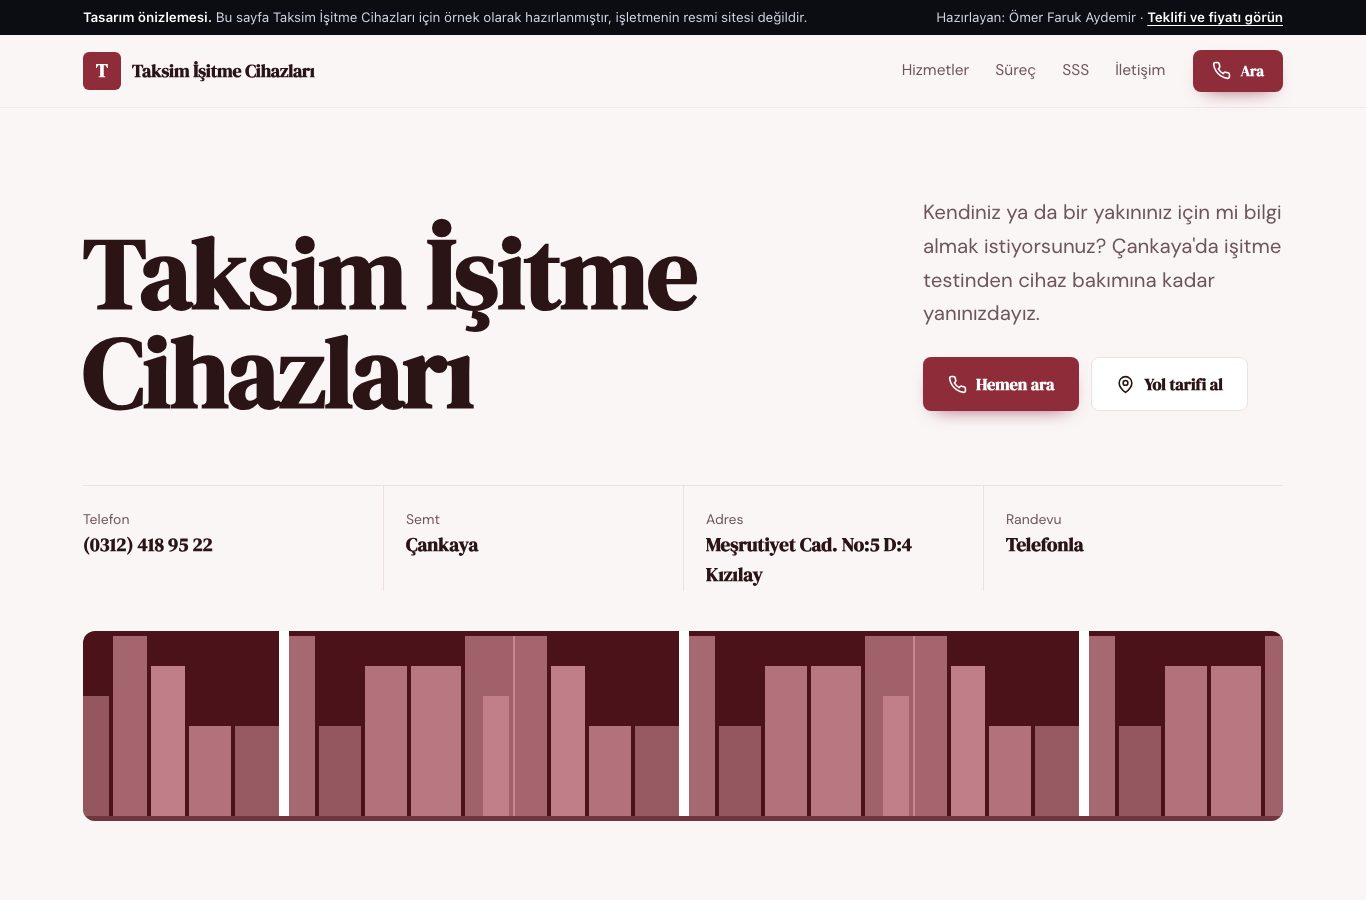 Tasarım önizlemesi. Bu sayfa Taksim İşitme Cihazları için örnek olarak hazırlanmıştır, işletmenin resmi sitesi değildir.
Hazırlayan: Ömer Faruk Aydemir · Teklifi ve fiyatı görün
T
Taksim İşitme Cihazları
Hizmetler
Süreç
SSS
İletişim
Ara
Taksim İşitme
Cihazları
Kendiniz ya da bir yakınınız için mi bilgi
almak istiyorsunuz? Çankaya'da işitme
testinden cihaz bakımına kadar
yanınızdayız.
Hemen ara
Yol tarifi al
Telefon
(0312) 418 95 22
Semt
Çankaya
Adres
Meşrutiyet Cad. No:5 D:4
Kızılay
Randevu
Telefonla